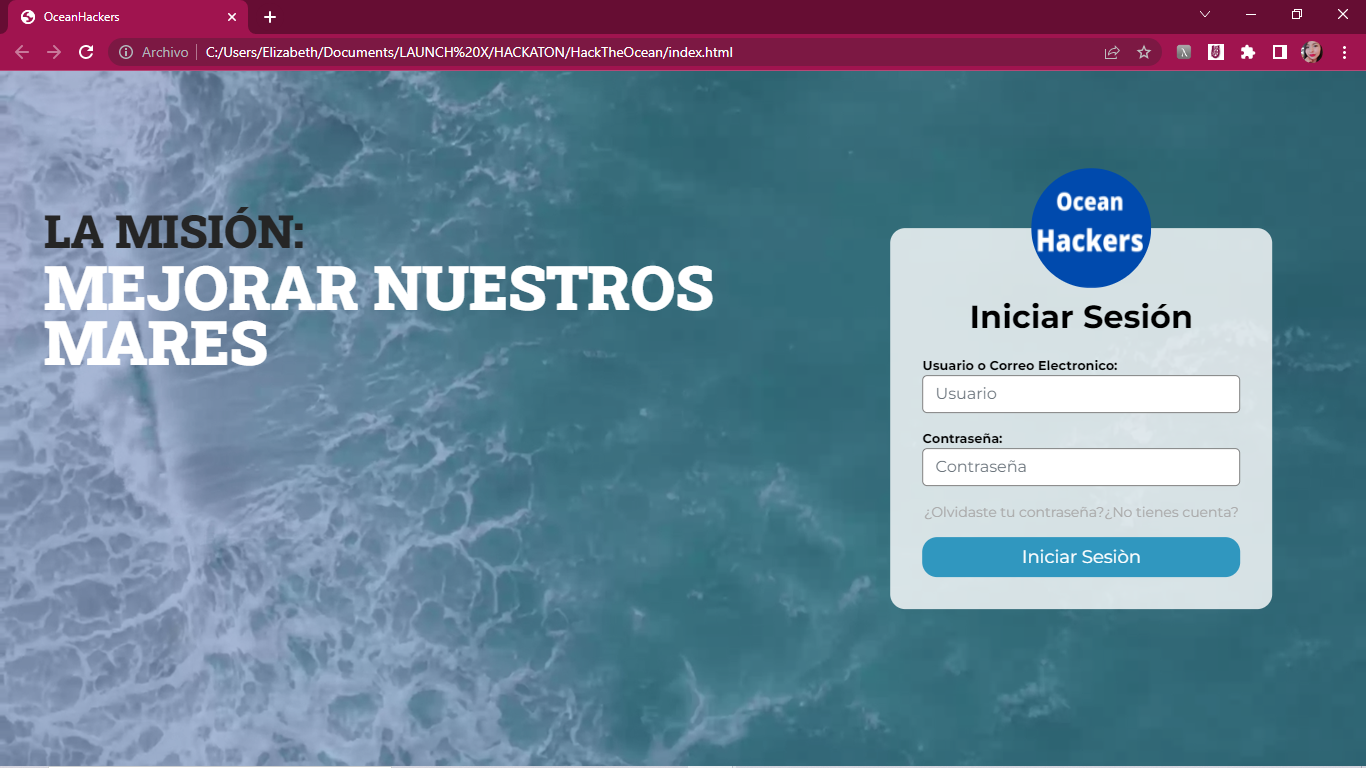 OceanHackers
Archivo
C:/Users/Elizabeth/Documents/LAUNCH%20X/HACKATON/HackTheOcean/index.html
LA MISIÓN:
MEJORAR NUESTROS
MARES
Ocean
Hackers
Iniciar Sesión
Usuario o Correo Electronico:
Usuario
Contraseña:
Contraseña
¿Olvidaste tu contraseña?¿No tienes cuenta?
Iniciar Sesiòn